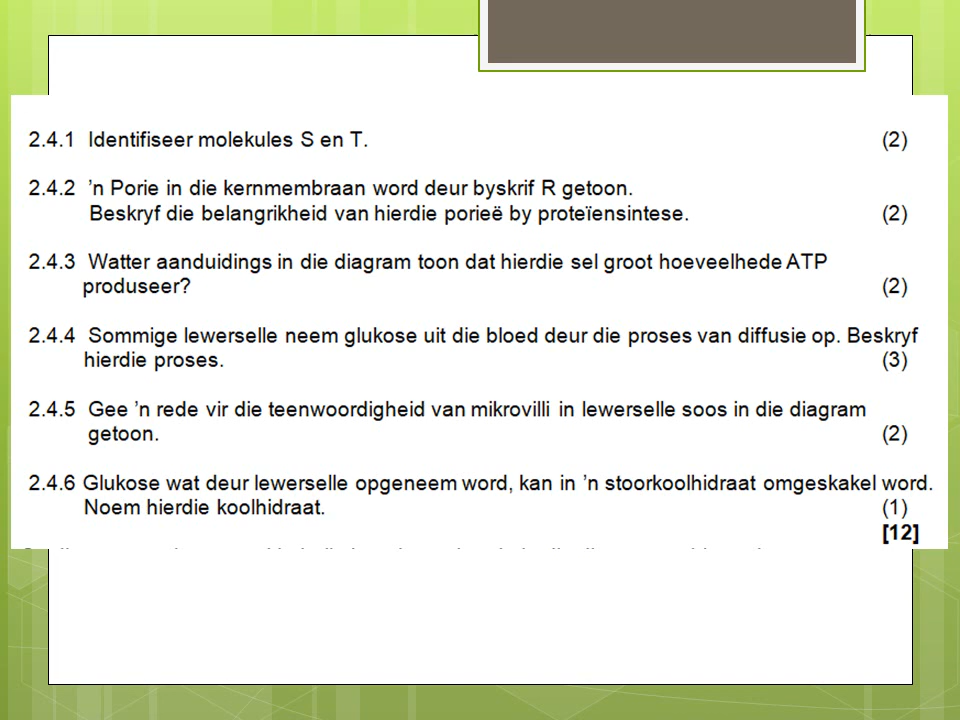 2.4.1 Identifiseer molekules S en T. (2)
2.4.2 ’n Porie in die kernmembraan word deur byskrif R getoon.
Beskryf die belangrikheid van hierdie porieë by proteïensintese. (2)
2.4.3 Watter aanduidings in die diagram toon dat hierdie sel groot hoeveelhede ATP
produseer? (2)
2.4.4 Sommige lewerselle neem glukose uit die bloed deur die proses van diffusie op. Beskryf
hierdie proses. (3)
2.4.5 Gee ’n rede vir die teenwoordigheid van mikrovilli in lewerselle soos in die diagram
getoon. (2)
2.4.6 Glukose wat deur lewerselle opgeneem word, kan in ’n stoorkoolhidraat omgeskakel word.
Noem hierdie koolhidraat. (1)
[12]